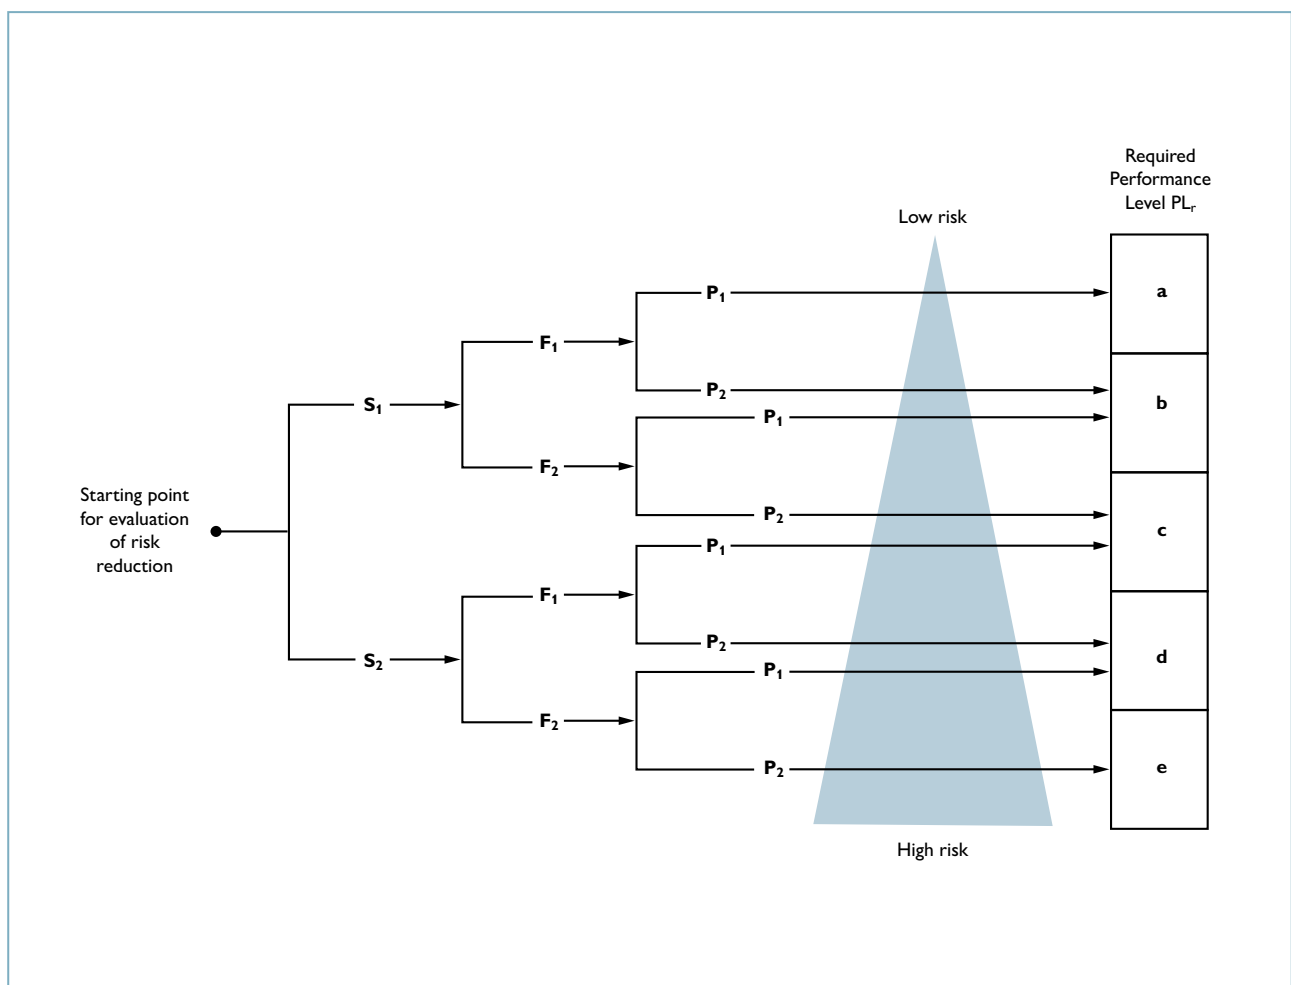 Required
Performance
Level PLr
Low risk
P1
a
F1
P2
b
S1
P1
F2
Starting point
for evaluation
of risk
reduction
P2
c
P1
F1
P2
d
S2
P1
F2
P2
e
High risk